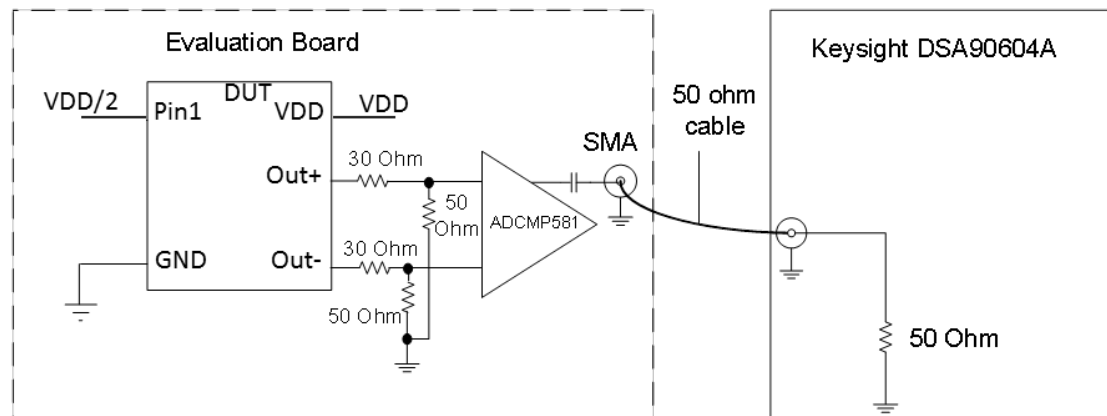 Evaluation Board
Keysight DSA90604A
DUT
VDD/2
Pin1
VDD
VDD
50 ohm
cable
SMA
30 Ohm
Out+
50
Ohm
ADCMP581
30 Ohm
GND
Out-
50 Ohm
50 Ohm